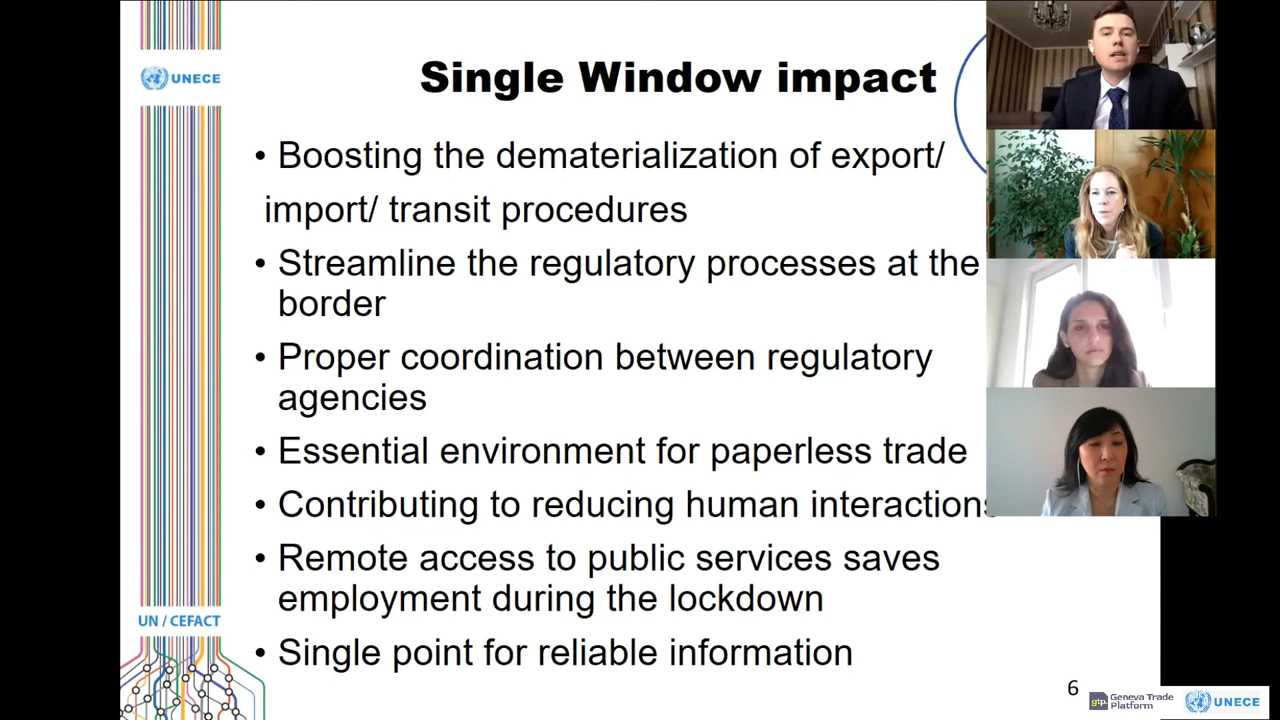 UNECE
Single Window impact
• Boosting the dematerialization of export/
import/ transit procedures
• Streamline the regulatory processes at the
border
• Proper coordination between regulatory
agencies
• Essential environment for paperless trade
• Contributing to reducing human interactions
• Remote access to public services saves
employment during the lockdown
• Single point for reliable information
UN / CEFACT
6
gtp Geneva Trade
Platform
UNECE